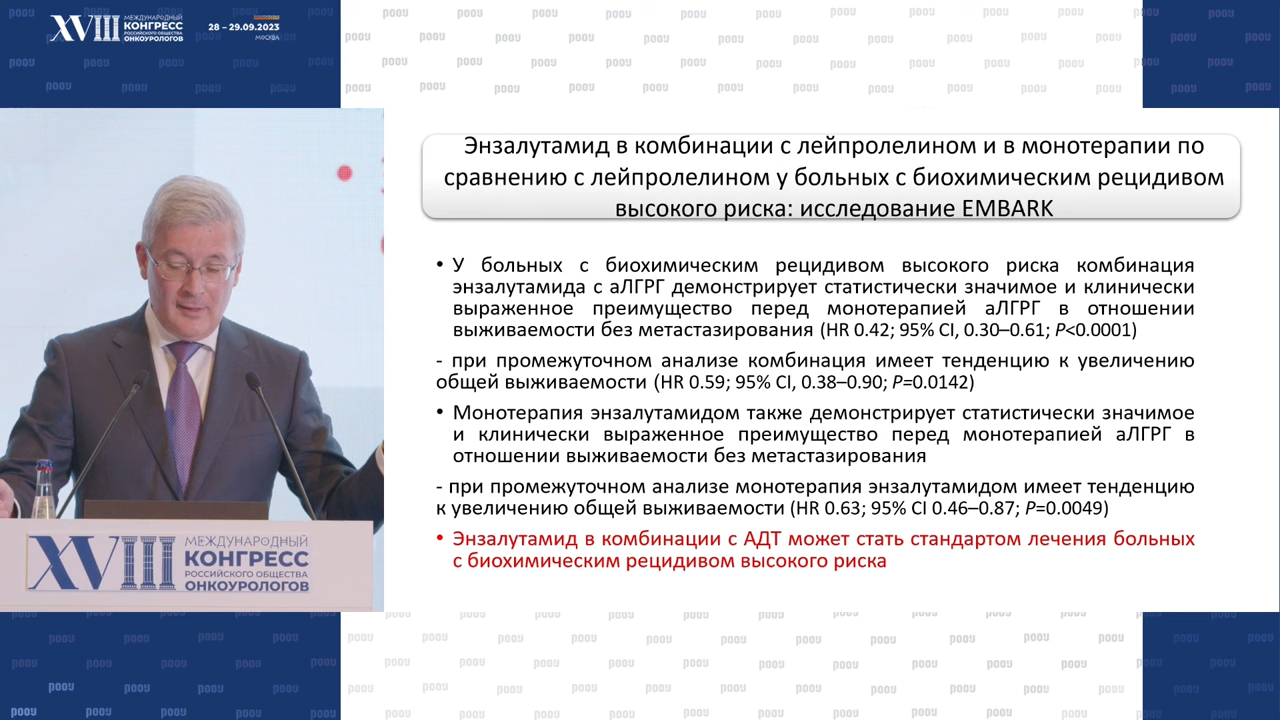 XVIII МЕЖДУНАРОДНЫЙ
КОНГРЕСС
РОССИЙСКОГО ОБЩЕСТВА
ОНКОУРОЛОГОВ
28 – 29.09.2023
МОСКВА
Энзалутамид в комбинации с лейпролелином и в монотерапии по
сравнению с лейпролелином у больных с биохимическим рецидивом
высокого риска: исследование EMBARK
• У больных с биохимическим рецидивом высокого риска комбинация
энзалутамида с аЛГРГ демонстрирует статистически значимое и клинически
выраженное преимущество перед монотерапией аЛГРГ в отношении
выживаемости без метастазирования (HR 0.42; 95% CI, 0.30–0.61; P<0.0001)
- при промежуточном анализе комбинация имеет тенденцию к увеличению
общей выживаемости (HR 0.59; 95% CI, 0.38–0.90; P=0.0142)
• Монотерапия энзалутамидом также демонстрирует статистически значимое
и клинически выраженное преимущество перед монотерапией аЛГРГ в
отношении выживаемости без метастазирования
- при промежуточном анализе монотерапия энзалутамидом имеет тенденцию
к увеличению общей выживаемости (HR 0.63; 95% CI 0.46–0.87; P=0.0049)
• Энзалутамид в комбинации с АДТ может стать стандартом лечения больных
с биохимическим рецидивом высокого риска
XVIII МЕЖДУНАРОДНЫЙ
КОНГРЕСС
РОССИЙСКОГО ОБЩЕСТВА
ОНКОУРОЛОГОВ